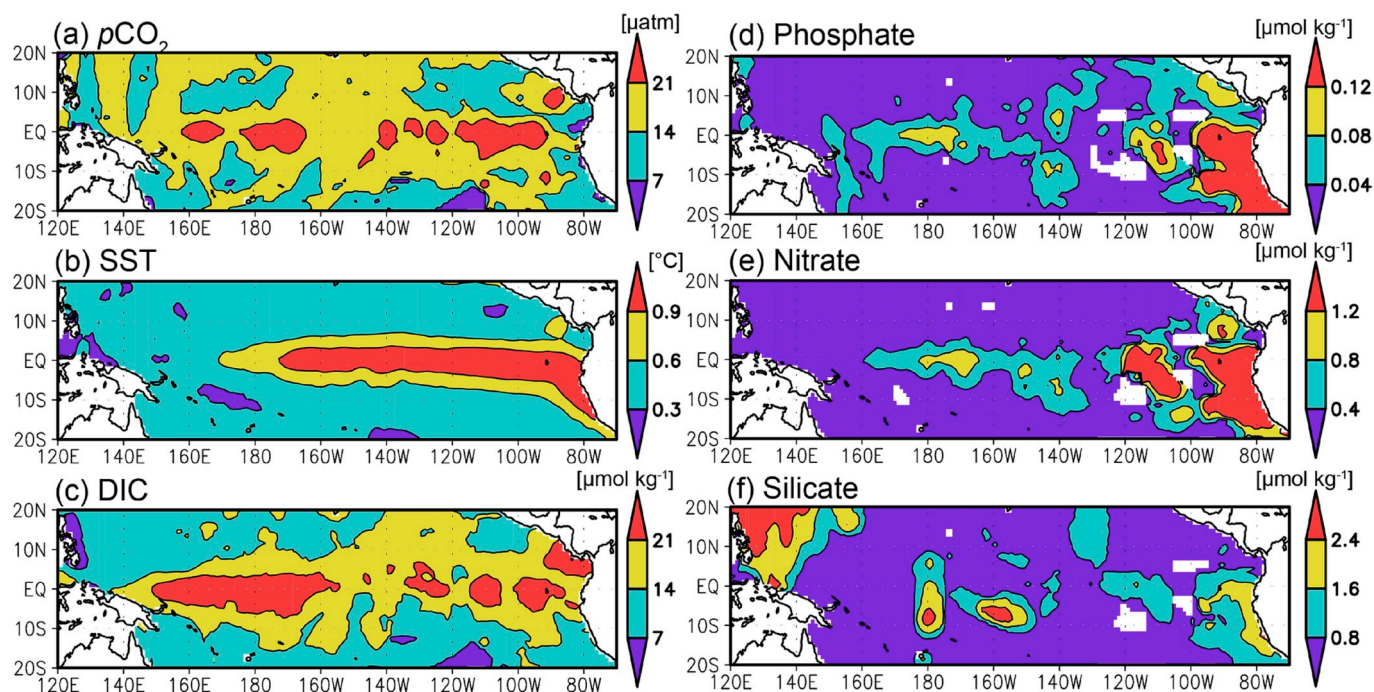 (a) pCO₂
[µatm]
20N
10N
EQ
10S
20S
120E 140E 160E 180 160W 140W 120W 100W 80W
21
14
7
(b) SST
[°C]
20N
10N
EQ
10S
20S
120E 140E 160E 180 160W 140W 120W 100W 80W
0.9
0.6
0.3
(c) DIC
[µmol kg⁻¹]
20N
10N
EQ
10S
20S
120E 140E 160E 180 160W 140W 120W 100W 80W
21
14
7
(d) Phosphate
[µmol kg⁻¹]
20N
10N
EQ
10S
20S
120E 140E 160E 180 160W 140W 120W 100W 80W
0.12
0.08
0.04
(e) Nitrate
[µmol kg⁻¹]
20N
10N
EQ
10S
20S
120E 140E 160E 180 160W 140W 120W 100W 80W
1.2
0.8
0.4
(f) Silicate
[µmol kg⁻¹]
20N
10N
EQ
10S
20S
120E 140E 160E 180 160W 140W 120W 100W 80W
2.4
1.6
0.8